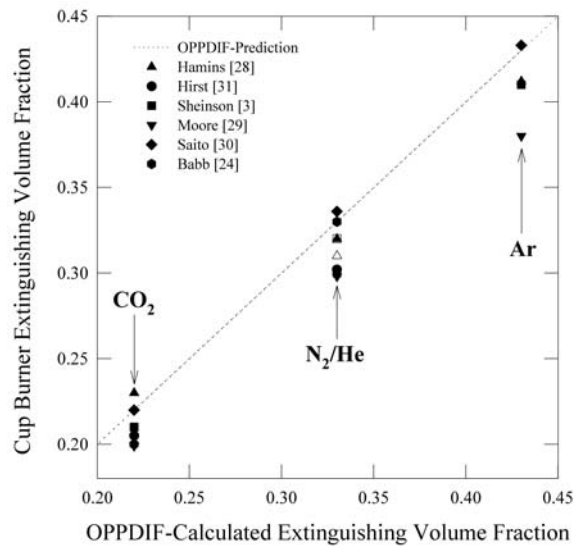 0.45
0.40
0.35
0.30
0.25
0.20
Cup Burner Extinguishing Volume Fraction
OPPDIF-Prediction
Hamins [28]
Hirst [31]
Sheinson [3]
Moore [29]
Saito [30]
Babb [24]
CO₂
N₂/He
Ar
0.20 0.25 0.30 0.35 0.40 0.45
OPPDIF-Calculated Extinguishing Volume Fraction